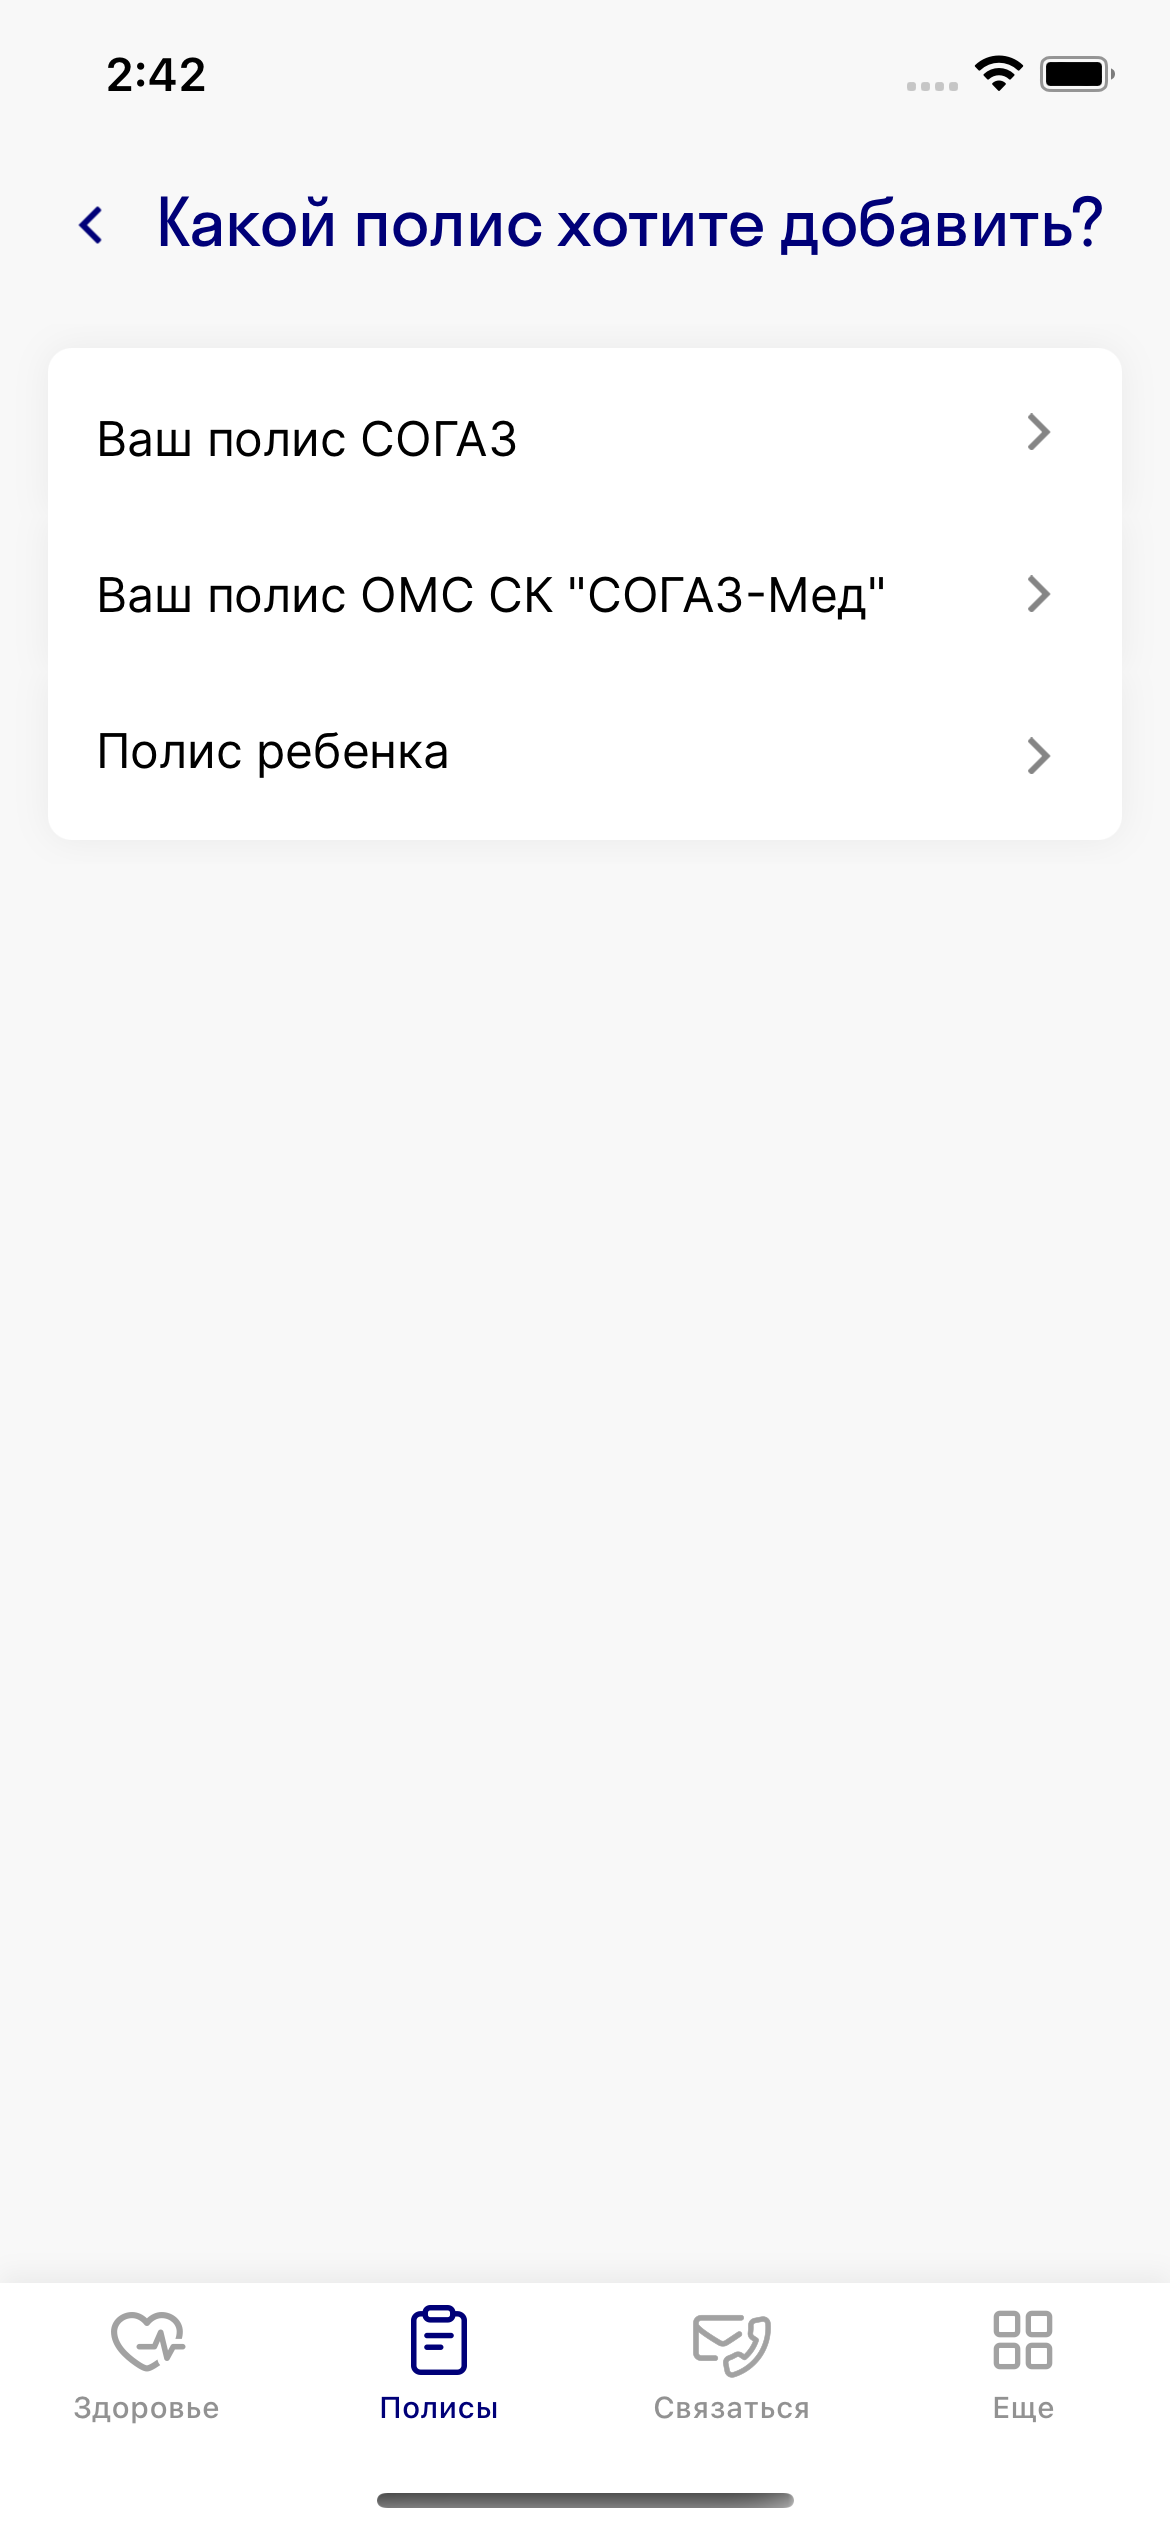 2:42
Какой полис хотите добавить?
Ваш полис СОГАЗ
Ваш полис ОМС СК "СОГАЗ-Мед"
Полис ребенка
Здоровье
Полисы
Связаться
Еще